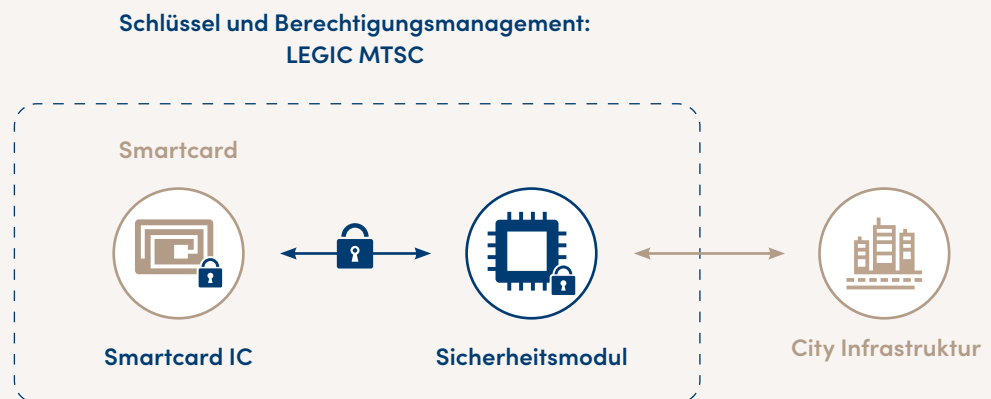 Schlüssel und Berechtigungsmanagement:
LEGIC MTSC
Smartcard
Smartcard IC
Sicherheitsmodul
City Infrastruktur